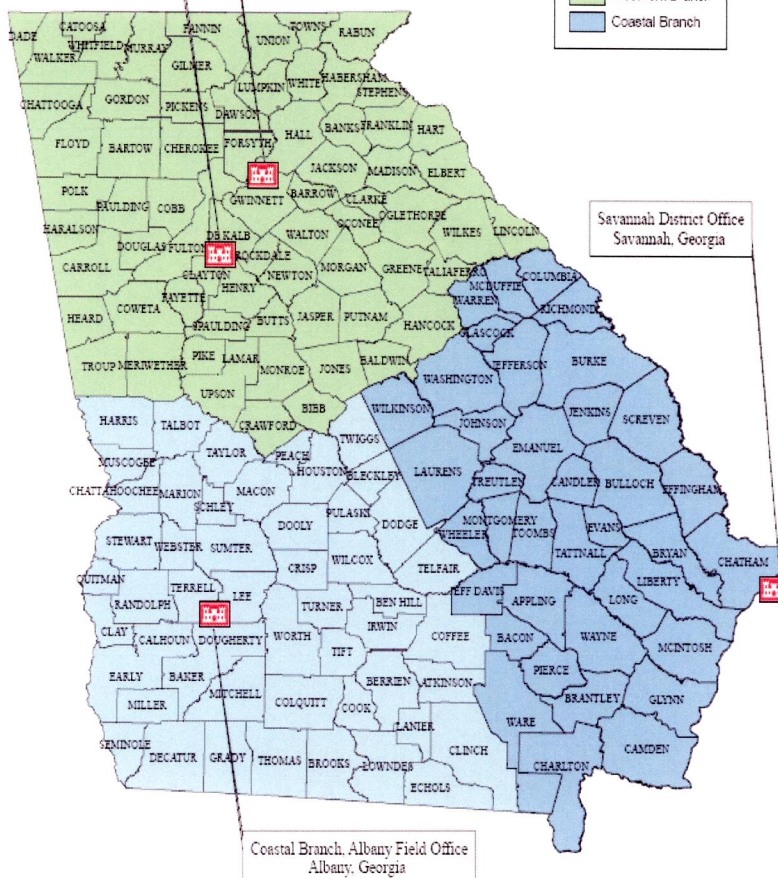 Coastal Branch
FANNIN
TOWNS
RABUN
CATOOSA
DADE
WHITFIELD
MURRAY
UNION
WALKER
GILMER
HABERSHAM
LUMPKIN
WHITE
STEPHENS
CHATTOOGA
GORDON
PICKENS
DAWSON
BANKS
FRANKLIN
HART
HALL
FLOYD
BARTOW
CHEROKEE
FORSYTH
JACKSON
MADISON
ELBERT
POLK
GWINNETT
BARROW
CLARKE
PAULDING
COBB
OGLETHORPE
OCONEE
WILKES
LINCOLN
HARALSON
DE KALB
WALTON
DOUGLAS
FULTON
ROCKDALE
CARROLL
CLAYTON
NEWTON
MORGAN
GREENE
TALIAFERRO
HENRY
FAYETTE
COWETA
HEARD
SPAULDING
BUTTS
JASPER
PUTNAM
HANCOCK
TROUP
MERIWETHER
PIKE
LAMAR
MONROE
JONES
BALDWIN
UPSON
BIBB
CRAWFORD
Savannah District Office
Savannah, Georgia
COLUMBIA
MCDUFFIE
WARREN
RICHMOND
GLASCOCK
JEFFERSON
BURKE
WASHINGTON
WILKINSON
JENKINS
SCREVEN
JOHNSON
EMANUEL
LAURENS
TREUTLEN
CANDLER
BULLOCH
EFFINGHAM
MONTGOMERY
WHEELER
TOOMBS
EVANS
TATTNALL
BRYAN
CHATHAM
LIBERTY
LONG
JEFF DAVIS
APPLING
BACON
WAYNE
MCINTOSH
PIERCE
BRANTLEY
GLYNN
WARE
CAMDEN
CHARLTON
HARRIS
TALBOT
TWIGGS
TAYLOR
PEACH
MUSCOGEE
HOUSTON
BLECKLEY
CHATTAHOOCHEE
MARION
MACON
SCHLEY
PULASKI
DOOLY
DODGE
STEWART
WEBSTER
SUMTER
CRISP
WILCOX
TELFAIR
QUITMAN
TERRELL
LEE
RANDOLPH
TURNER
BEN HILL
IRWIN
COFFEE
CLAY
CALHOUN
DOUGHERTY
WORTH
TIFT
EARLY
BAKER
MITCHELL
BERRIEN
ATKINSON
MILLER
COLQUITT
COOK
LANIER
SEMINOLE
CLINCH
DECATUR
GRADY
THOMAS
BROOKS
LOWNDES
ECHOLS
Coastal Branch, Albany Field Office
Albany, Georgia